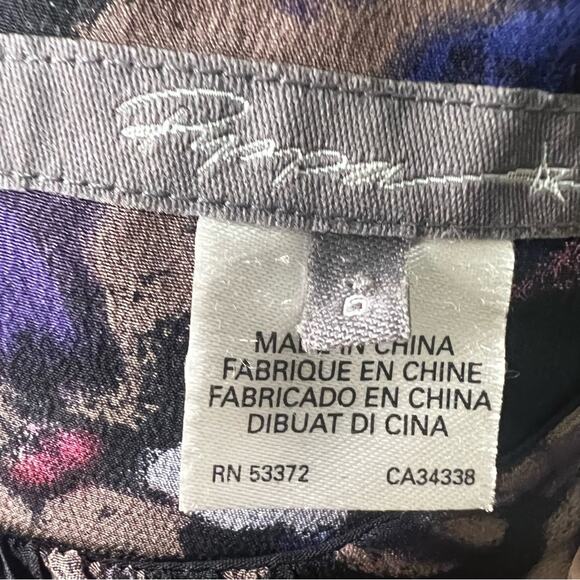 MADE IN CHINA
FABRIQUE EN CHINE
FABRICADO EN CHINA
DIBUAT DI CINA
RN 53372 CA34338